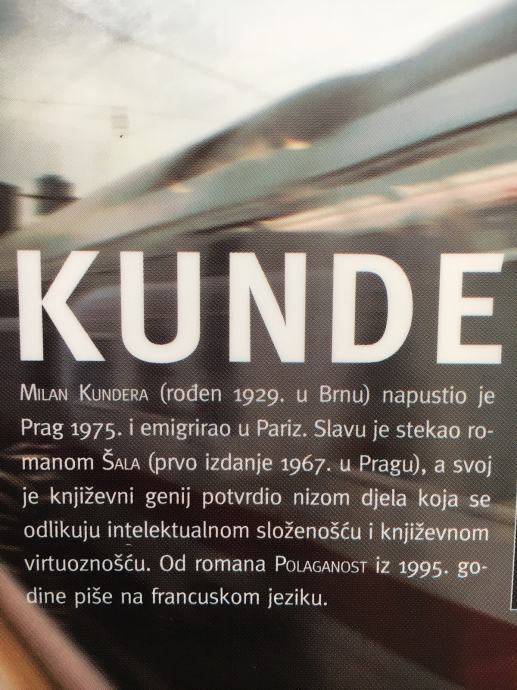 KUNDE
MILAN KUNDERA (rođen 1929. u Brnu) napustio je
Prag 1975. i emigrirao u Pariz. Slavu je stekao ro-
manom ŠALA (prvo izdanje 1967. u Pragu), a svoj
je književni genij potvrdio nizom djela koja se
odlikuju intelektualnom složenošću i književnom
virtuoznošću. Od romana POLAGANOST iz 1995. go-
dine piše na francuskom jeziku.